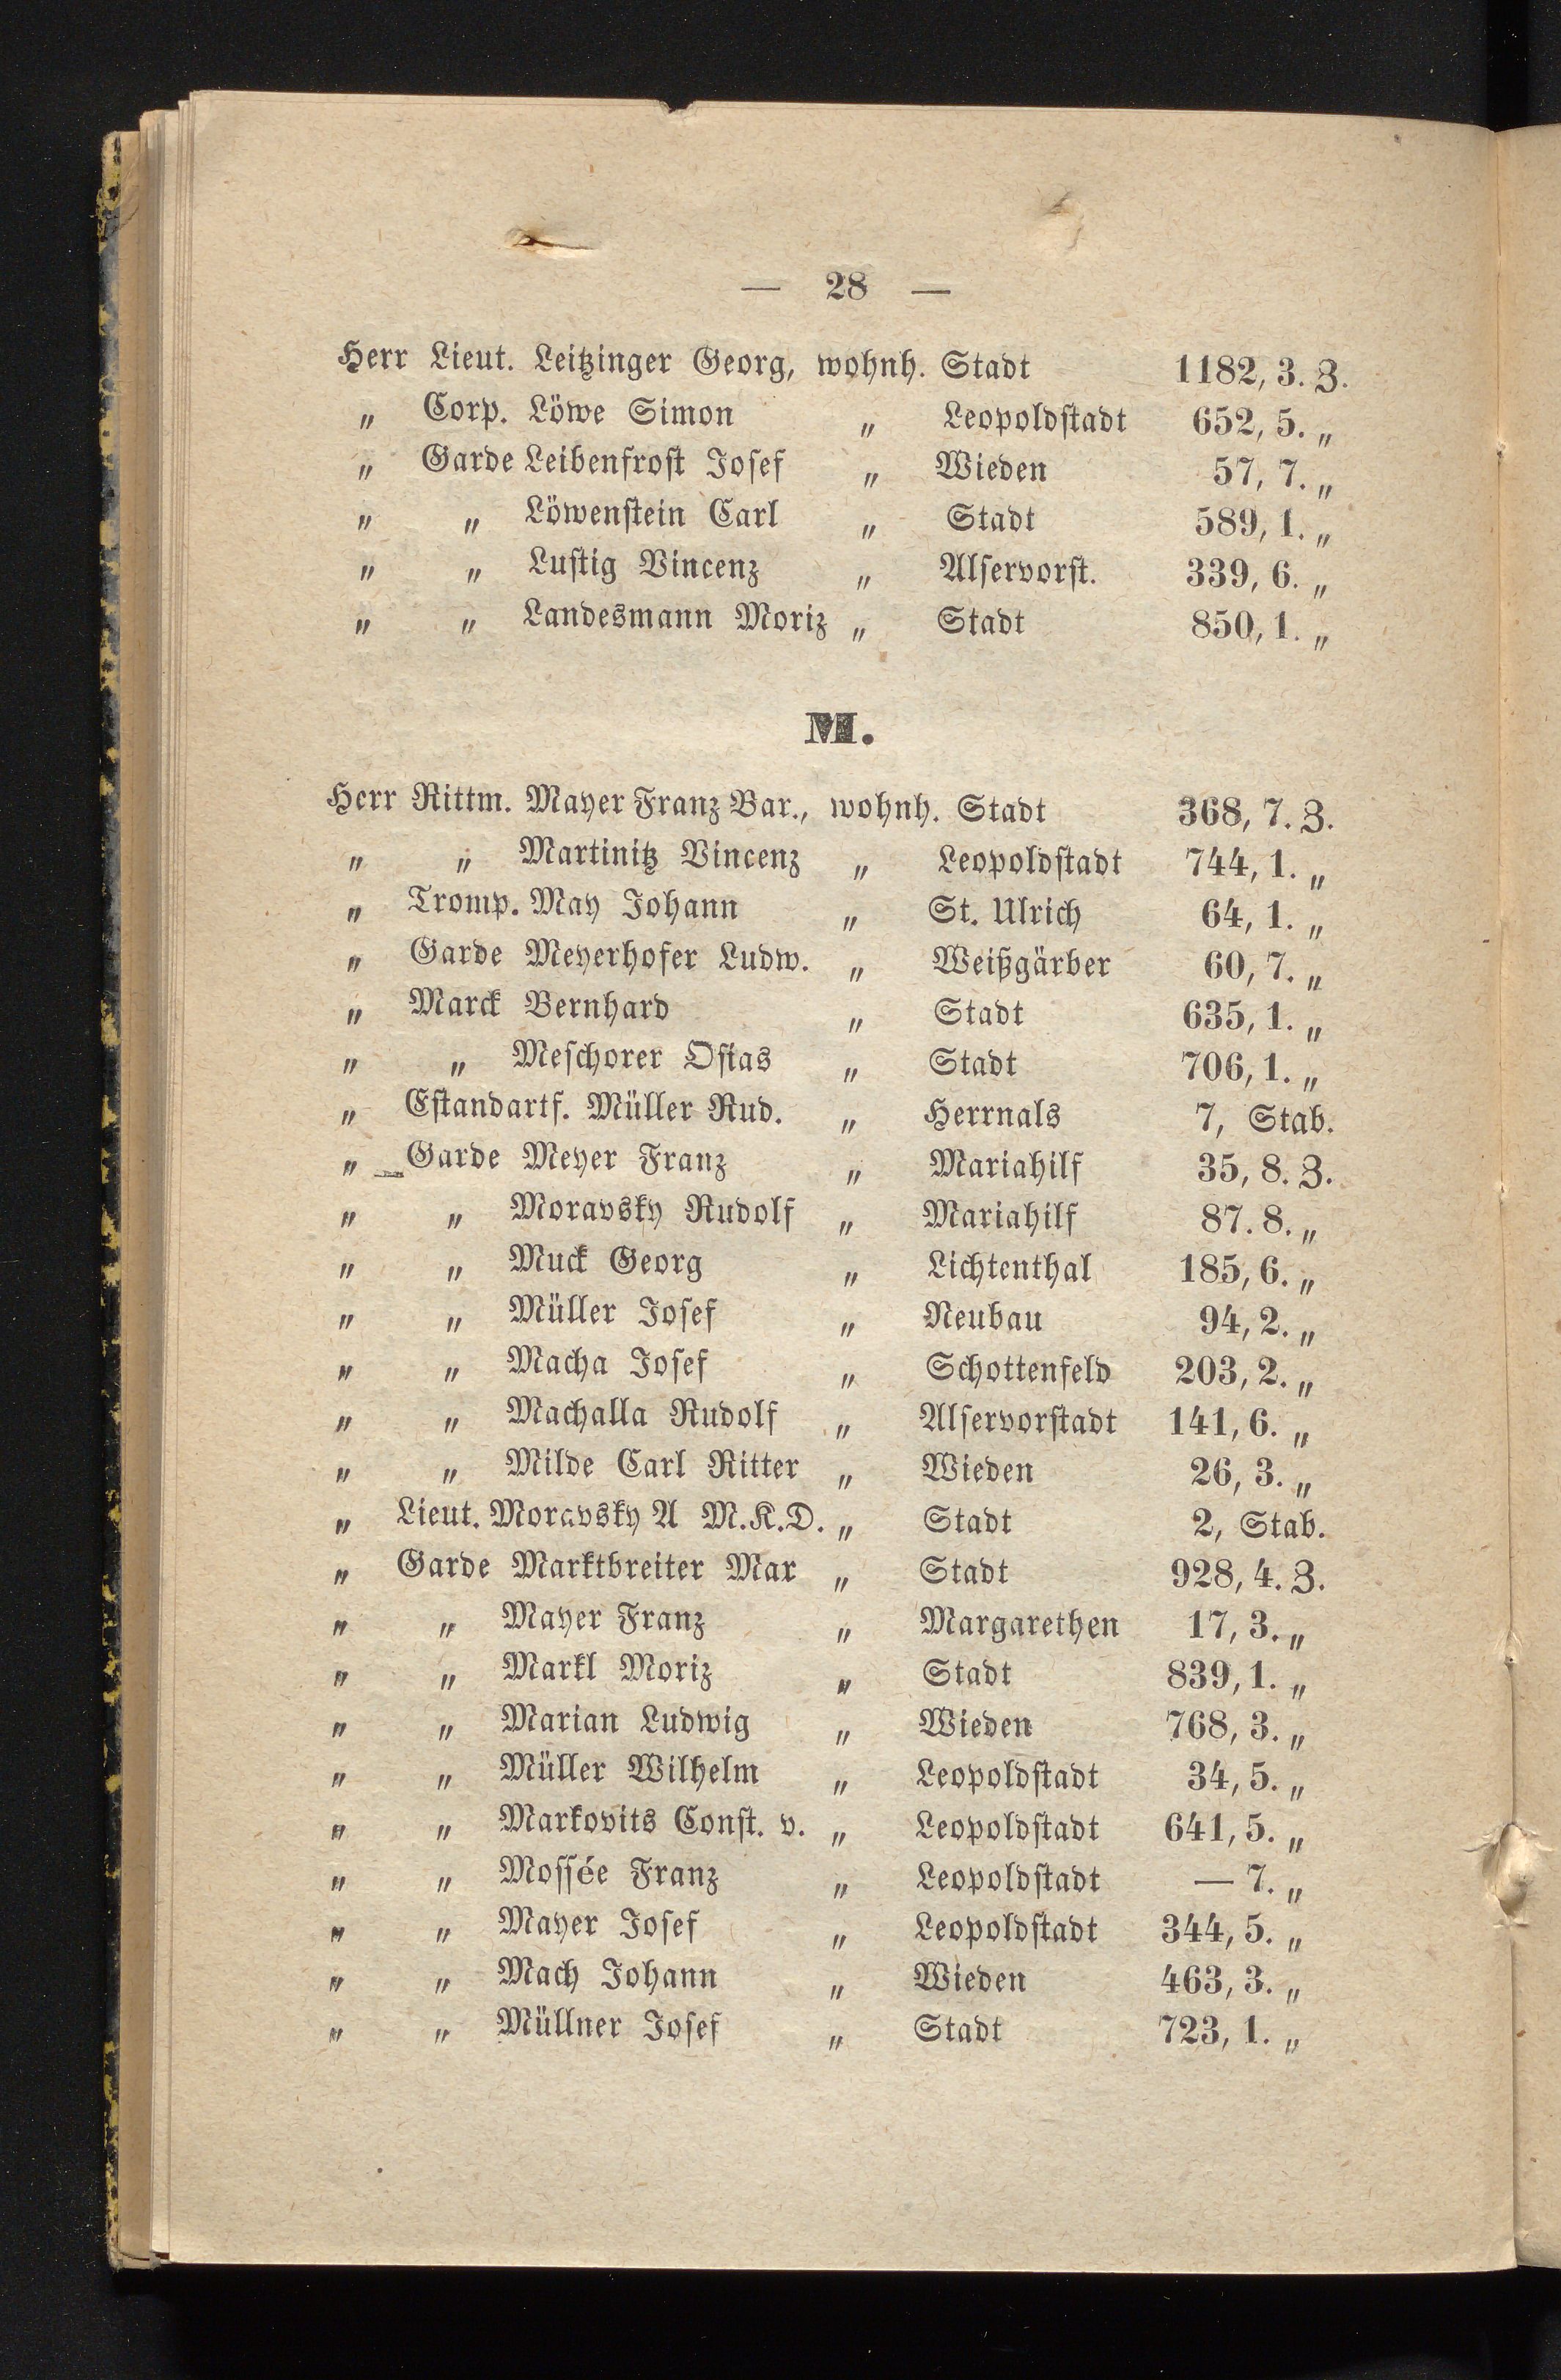 — 28 —
Herr Lieut. Leitzinger Georg, wohnh. Stadt 1182, 3. Z.
„ Corp. Löwe Simon „ Leopoldstadt 652, 5. „
„ Garde Leibenfrost Josef „ Wieden 57, 7. „
„ „ Löwenstein Carl „ Stadt 589, 1. „
„ „ Lustig Vincenz „ Alservorst. 339, 6. „
„ „ Landesmann Moriz „ Stadt 850, 1. „
M.
Herr Rittm. Mayer Franz Bar., wohnh. Stadt 368, 7. Z.
„ „ Martinitz Vincenz „ Leopoldstadt 744, 1. „
„ Tromp. May Johann „ St. Ulrich 64, 1. „
„ Garde Meyerhofer Ludw. „ Weißgärber 60, 7. „
„ Marck Bernhard „ Stadt 635, 1. „
„ „ Meschorer Osias „ Stadt 706, 1. „
„ Estandartf. Müller Rud. „ Herrnals 7, Stab.
„ Garde Meyer Franz „ Mariahilf 35, 8. Z.
„ „ Moravsky Rudolf „ Mariahilf 87. 8. „
„ „ Muck Georg „ Lichtenthal 185, 6. „
„ „ Müller Josef „ Neubau 94, 2. „
„ „ Macha Josef „ Schottenfeld 203, 2. „
„ „ Machalla Rudolf „ Alservorstadt 141, 6. „
„ „ Milde Carl Ritter „ Wieden 26, 3. „
„ Lieut. Moravsky A M.K.D. „ Stadt 2, Stab.
„ Garde Marktbreiter Max „ Stadt 928, 4. Z.
„ „ Mayer Franz „ Margarethen 17, 3. „
„ „ Markl Moriz „ Stadt 839, 1. „
„ „ Marian Ludwig „ Wieden 768, 3. „
„ „ Müller Wilhelm „ Leopoldstadt 34, 5. „
„ „ Markovits Const. v. „ Leopoldstadt 641, 5. „
„ „ Mossée Franz „ Leopoldstadt — 7. „
„ „ Mayer Josef „ Leopoldstadt 344, 5. „
„ „ Mach Johann „ Wieden 463, 3. „
„ „ Müllner Josef „ Stadt 723, 1. „